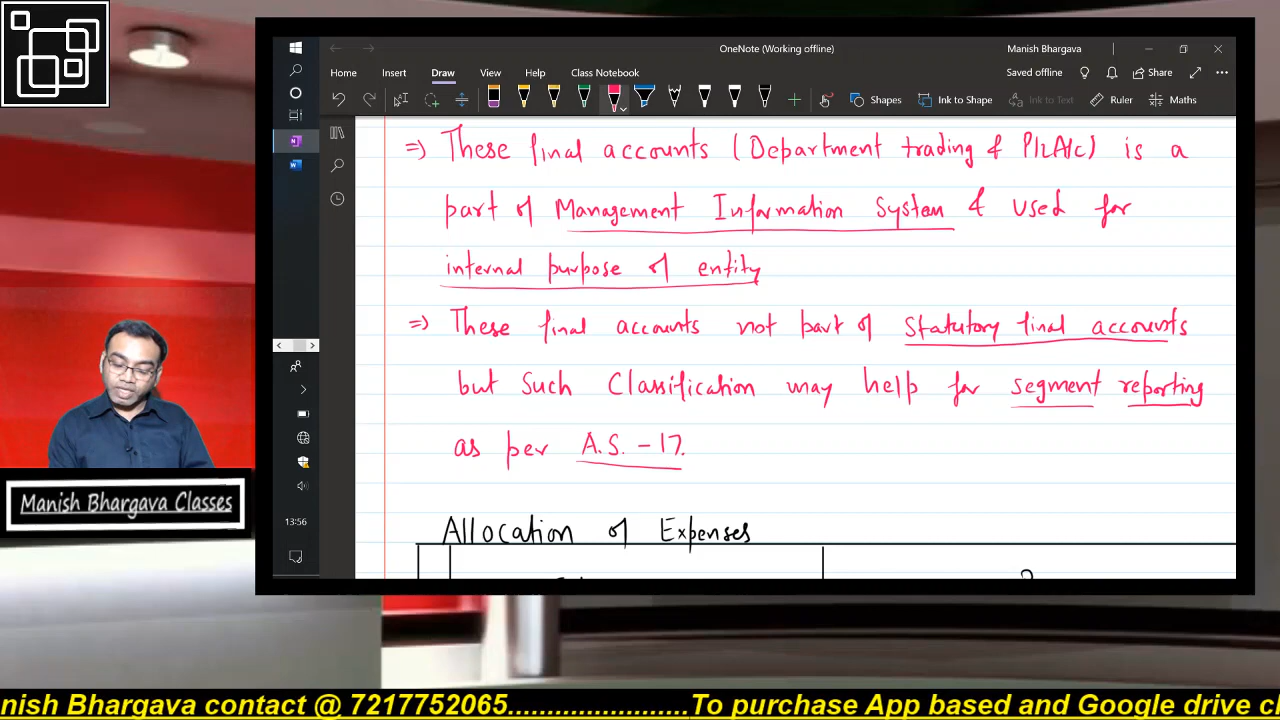 OneNote (Working offline)
Manish Bhargava
Home Insert Draw View Help Class Notebook
Saved offline
Share
Shapes
Ink to Shape
Ink to Text
Ruler
Maths
=) These final accounts (Department trading & P/L A/c) is a
part of Management Information System & used for
internal purpose of entity
=) These final accounts not part of Statutory final accounts
but Such Classification may help for segment reporting
as per A.S. - 17.
Allocation of Expenses
13:56
Manish Bhargava Classes
nish Bhargava contact @ 7217752065.......................To purchase App based and Google drive cl